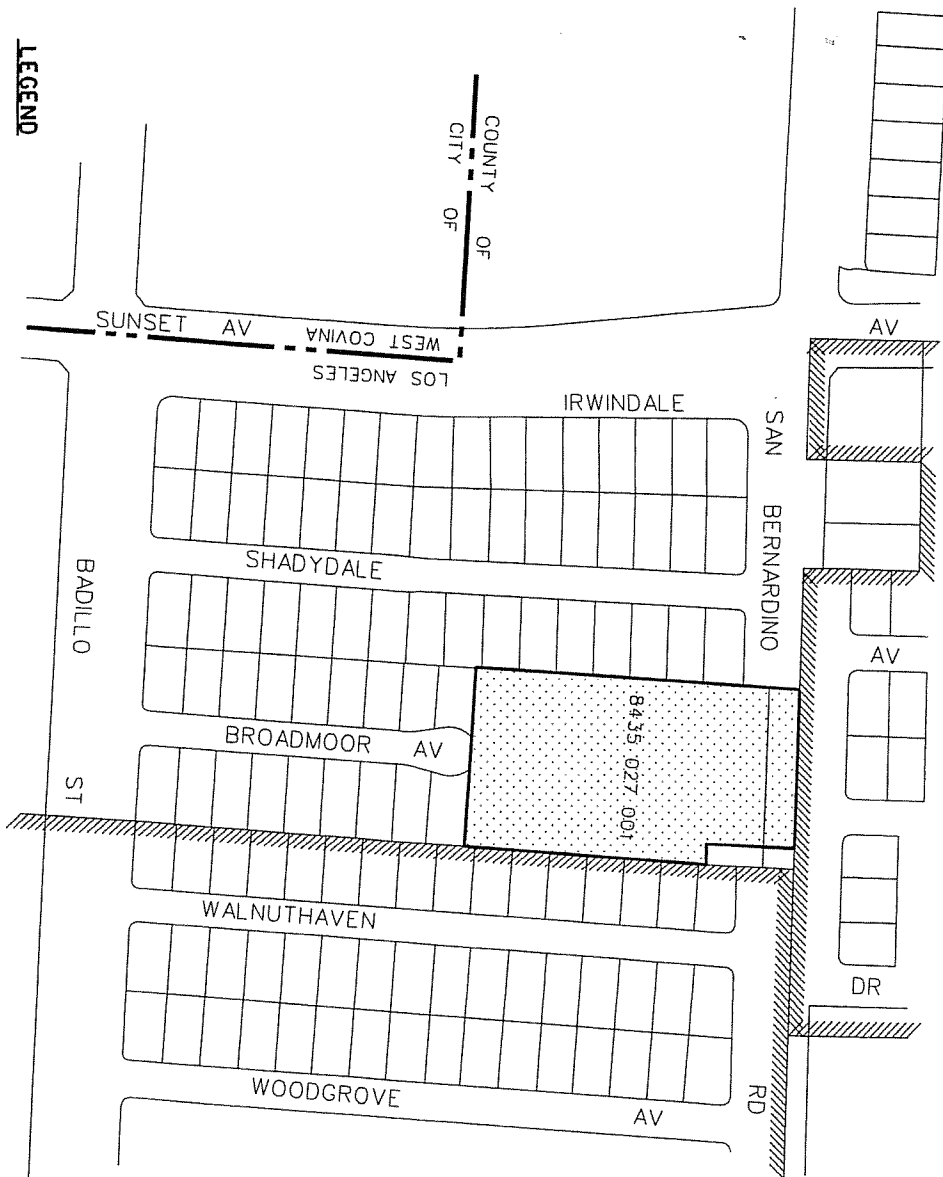 LEGEND
COUNTY OF
CITY OF
LOS ANGELES
WEST COVINA
SUNSET AV
IRWINDALE AV
SAN BERNARDINO RD
SHADYDALE AV
8435 027 001
BROADMOOR AV
BADILLO ST
WALNUTHAVEN DR
WOODGROVE AV